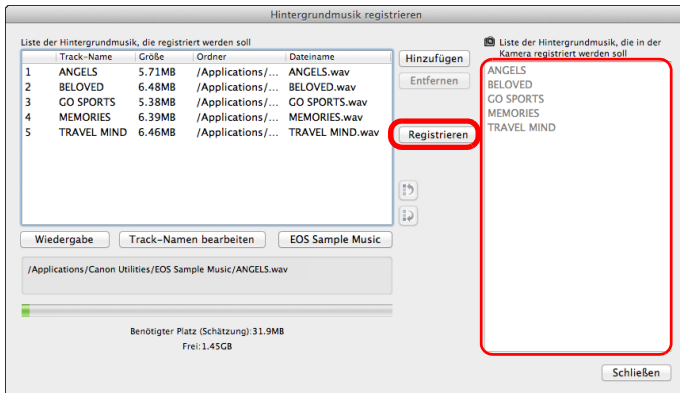 Hintergrundmusik registrieren
Liste der Hintergrundmusik, die registriert werden soll
Track-Name Größe Ordner Dateiname
1 ANGELS 5.71MB /Applications/... ANGELS.wav
2 BELOVED 6.48MB /Applications/... BELOVED.wav
3 GO SPORTS 5.38MB /Applications/... GO SPORTS.wav
4 MEMORIES 6.39MB /Applications/... MEMORIES.wav
5 TRAVEL MIND 6.46MB /Applications/... TRAVEL MIND.wav
Wiedergabe Track-Namen bearbeiten EOS Sample Music
/Applications/Canon Utilities/EOS Sample Music/ANGELS.wav
Benötigter Platz (Schätzung):31.9MB
Frei:1.45GB
Hinzufügen
Entfernen
Registrieren
Liste der Hintergrundmusik, die in der
Kamera registriert werden soll
ANGELS
BELOVED
GO SPORTS
MEMORIES
TRAVEL MIND
Schließen